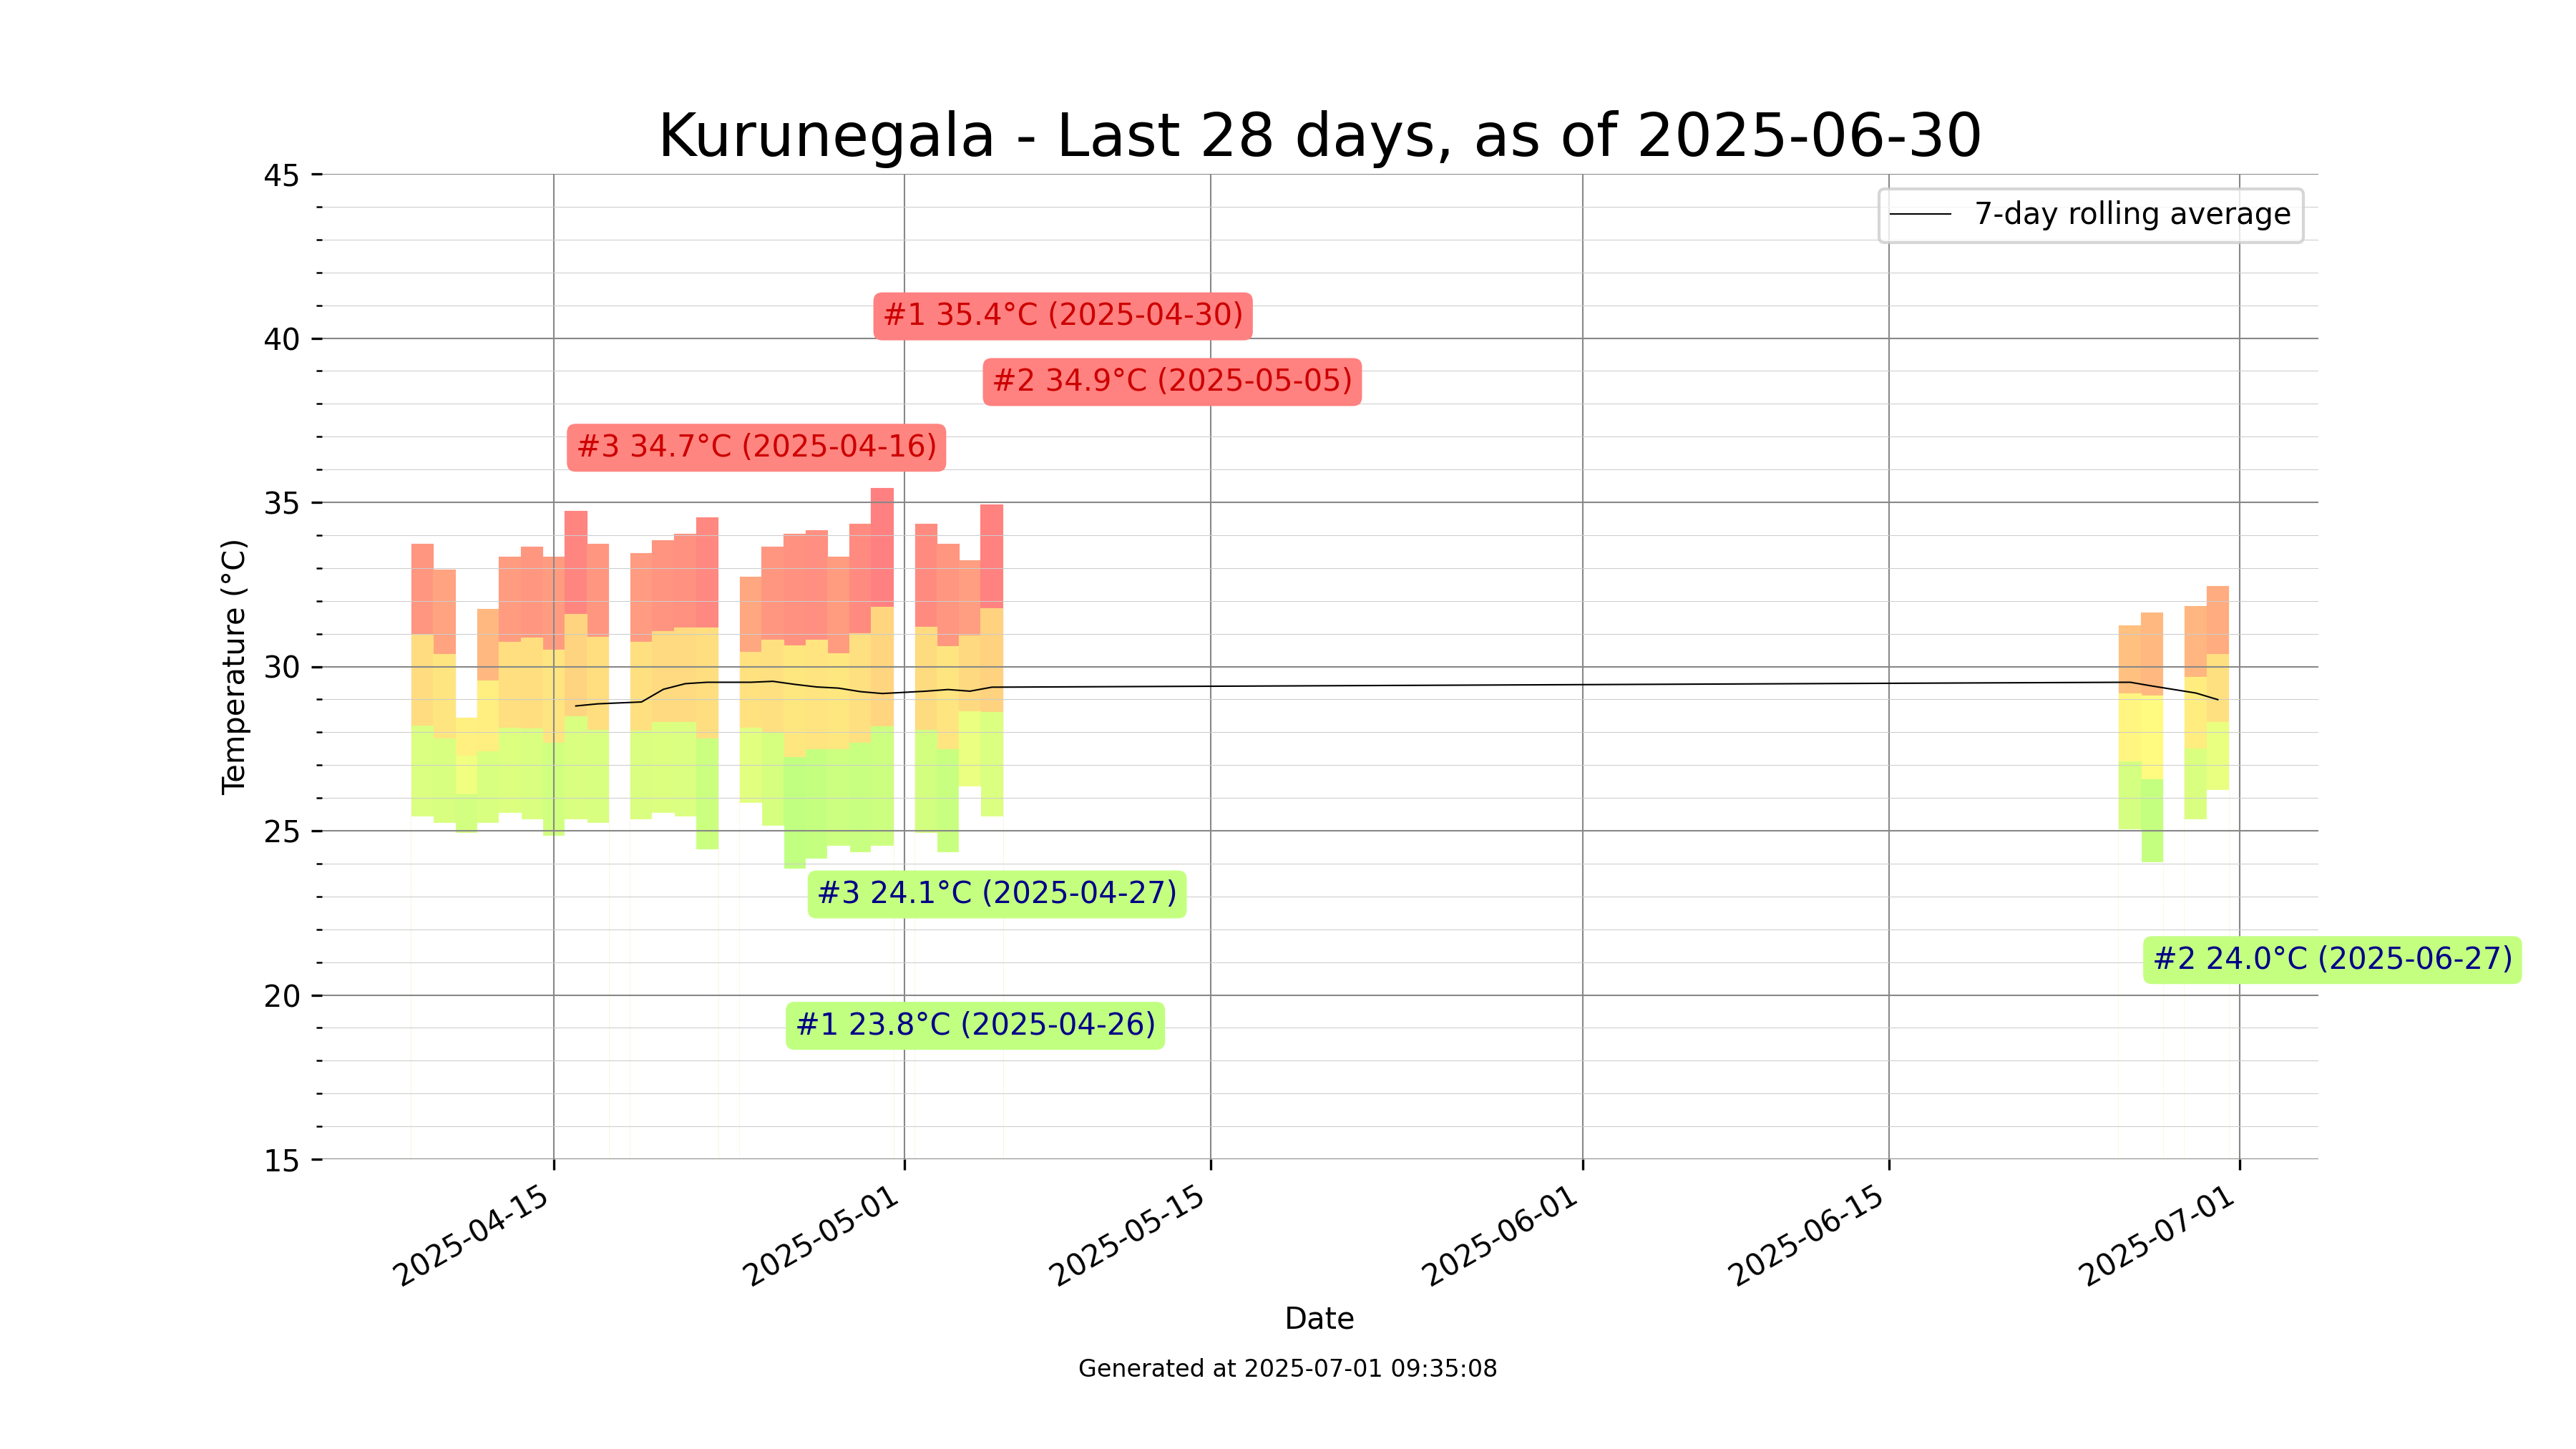 Kurunegala - Last 28 days, as of 2025-06-30
7-day rolling average
45
40
35
30
25
20
15
Temperature (°C)
#1 35.4°C (2025-04-30)
#2 34.9°C (2025-05-05)
#3 34.7°C (2025-04-16)
#3 24.1°C (2025-04-27)
#2 24.0°C (2025-06-27)
#1 23.8°C (2025-04-26)
2025-04-15
2025-05-01
2025-05-15
2025-06-01
2025-06-15
2025-07-01
Date
Generated at 2025-07-01 09:35:08